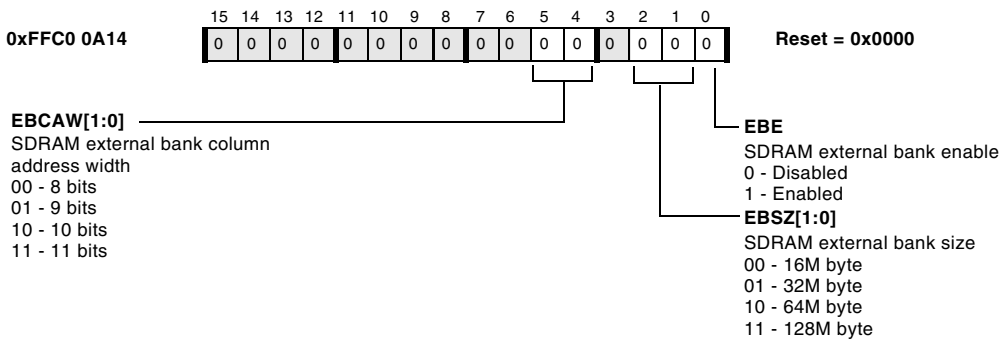 15 14 13 12 11 10 9 8 7 6 5 4 3 2 1 0
0xFFC0 0A14
0 0 0 0 0 0 0 0 0 0 0 0 0 0 0 0
Reset = 0x0000
EBCAW[1:0]
SDRAM external bank column
address width
00 - 8 bits
01 - 9 bits
10 - 10 bits
11 - 11 bits
EBE
SDRAM external bank enable
0 - Disabled
1 - Enabled
EBSZ[1:0]
SDRAM external bank size
00 - 16M byte
01 - 32M byte
10 - 64M byte
11 - 128M byte